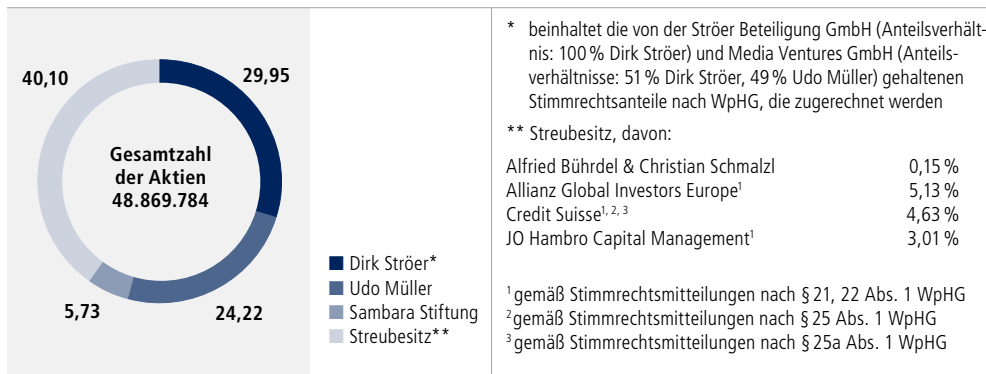 40,10
29,95
Gesamtzahl
der Aktien
48.869.784
5,73
24,22
Dirk Ströer*
Udo Müller
Sambara Stiftung
Streubesitz**
* beinhaltet die von der Ströer Beteiligung GmbH (Anteilsverhält-
nis: 100 % Dirk Ströer) und Media Ventures GmbH (Anteils-
verhältnisse: 51 % Dirk Ströer, 49 % Udo Müller) gehaltenen
Stimmrechtsanteile nach WpHG, die zugerechnet werden
** Streubesitz, davon:
Alfried Bührdel & Christian Schmalzl 0,15 %
Allianz Global Investors Europe¹ 5,13 %
Credit Suisse¹, ², ³ 4,63 %
JO Hambro Capital Management¹ 3,01 %
¹ gemäß Stimmrechtsmitteilungen nach § 21, 22 Abs. 1 WpHG
² gemäß Stimmrechtsmitteilungen nach § 25 Abs. 1 WpHG
³ gemäß Stimmrechtsmitteilungen nach § 25a Abs. 1 WpHG